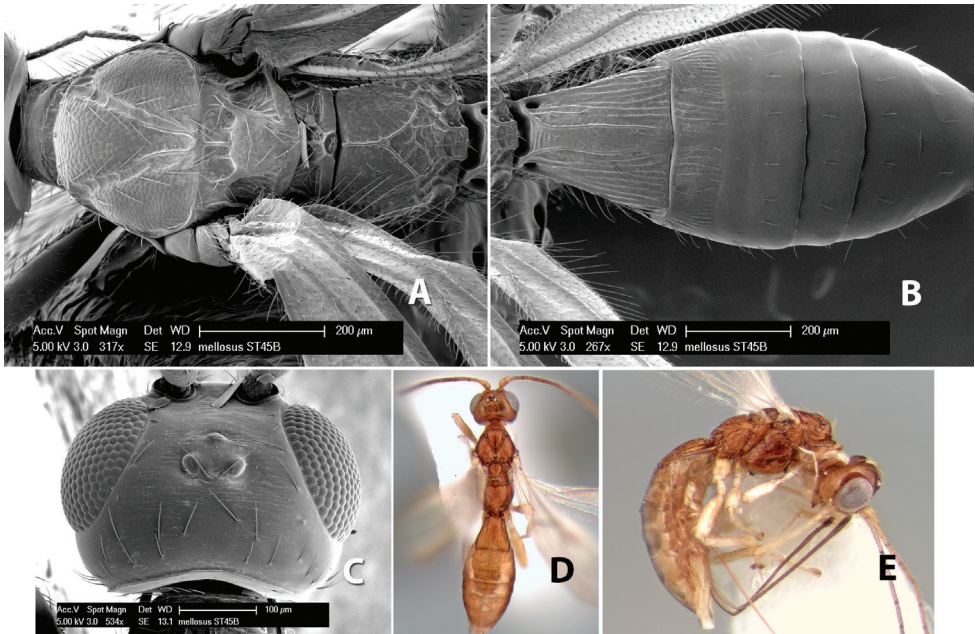 A
Acc.V Spot Magn Det WD 200 µm
5.00 kV 3.0 317x SE 12.9 mellosus ST45B
B
Acc.V Spot Magn Det WD 200 µm
5.00 kV 3.0 267x SE 12.9 mellosus ST45B
C
Acc.V Spot Magn Det WD 100 µm
5.00 kV 3.0 534x SE 13.1 mellosus ST45B
D
E